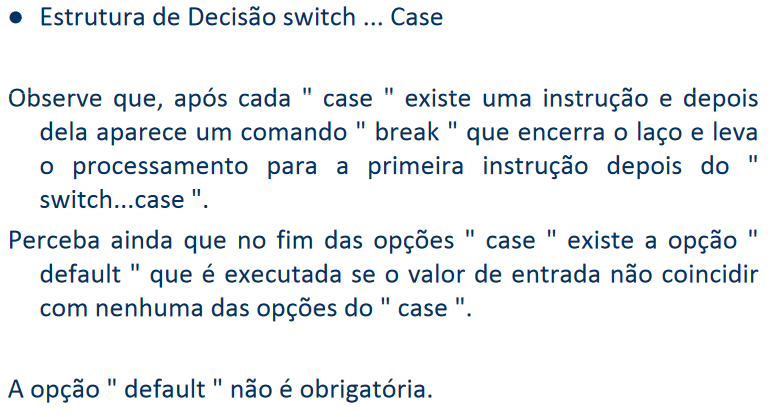 ● Estrutura de Decisão switch ... Case
Observe que, após cada " case " existe uma instrução e depois
dela aparece um comando " break " que encerra o laço e leva
o processamento para a primeira instrução depois do "
switch...case ".
Perceba ainda que no fim das opções " case " existe a opção "
default " que é executada se o valor de entrada não coincidir
com nenhuma das opções do " case ".
A opção " default " não é obrigatória.